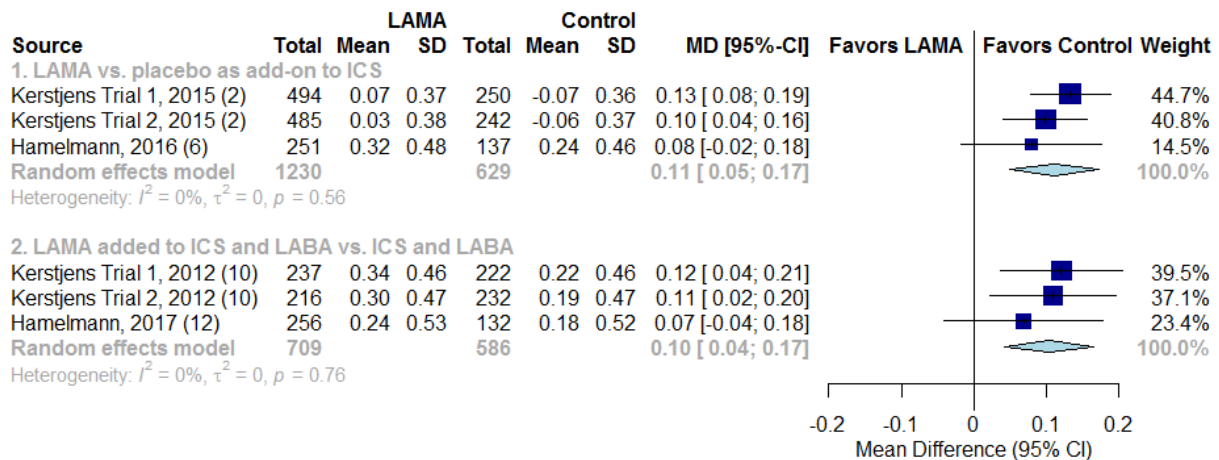 LAMA Control
Source Total Mean SD Total Mean SD MD [95%-CI] Favors LAMA Favors Control Weight
1. LAMA vs. placebo as add-on to ICS
Kerstjens Trial 1, 2015 (2) 494 0.07 0.37 250 -0.07 0.36 0.13 [ 0.08; 0.19] 44.7%
Kerstjens Trial 2, 2015 (2) 485 0.03 0.38 242 -0.06 0.37 0.10 [ 0.04; 0.16] 40.8%
Hamelmann, 2016 (6) 251 0.32 0.48 137 0.24 0.46 0.08 [-0.02; 0.18] 14.5%
Random effects model 1230 629 0.11 [ 0.05; 0.17] 100.0%
Heterogeneity: I² = 0%, τ² = 0, p = 0.56
2. LAMA added to ICS and LABA vs. ICS and LABA
Kerstjens Trial 1, 2012 (10) 237 0.34 0.46 222 0.22 0.46 0.12 [ 0.04; 0.21] 39.5%
Kerstjens Trial 2, 2012 (10) 216 0.30 0.47 232 0.19 0.47 0.11 [ 0.02; 0.20] 37.1%
Hamelmann, 2017 (12) 256 0.24 0.53 132 0.18 0.52 0.07 [-0.04; 0.18] 23.4%
Random effects model 709 586 0.10 [ 0.04; 0.17] 100.0%
Heterogeneity: I² = 0%, τ² = 0, p = 0.76
-0.2 -0.1 0 0.1 0.2
Mean Difference (95% CI)